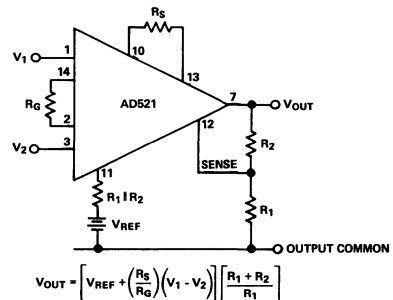 RS
10
V1
1
14
13
RG
AD521
7
VOUT
2
12
V2
3
R2
11
SENSE
R1 || R2
R1
VREF
OUTPUT COMMON
VOUT = [VREF + (RS/RG)(V1 - V2)] [R1 + R2/R1]